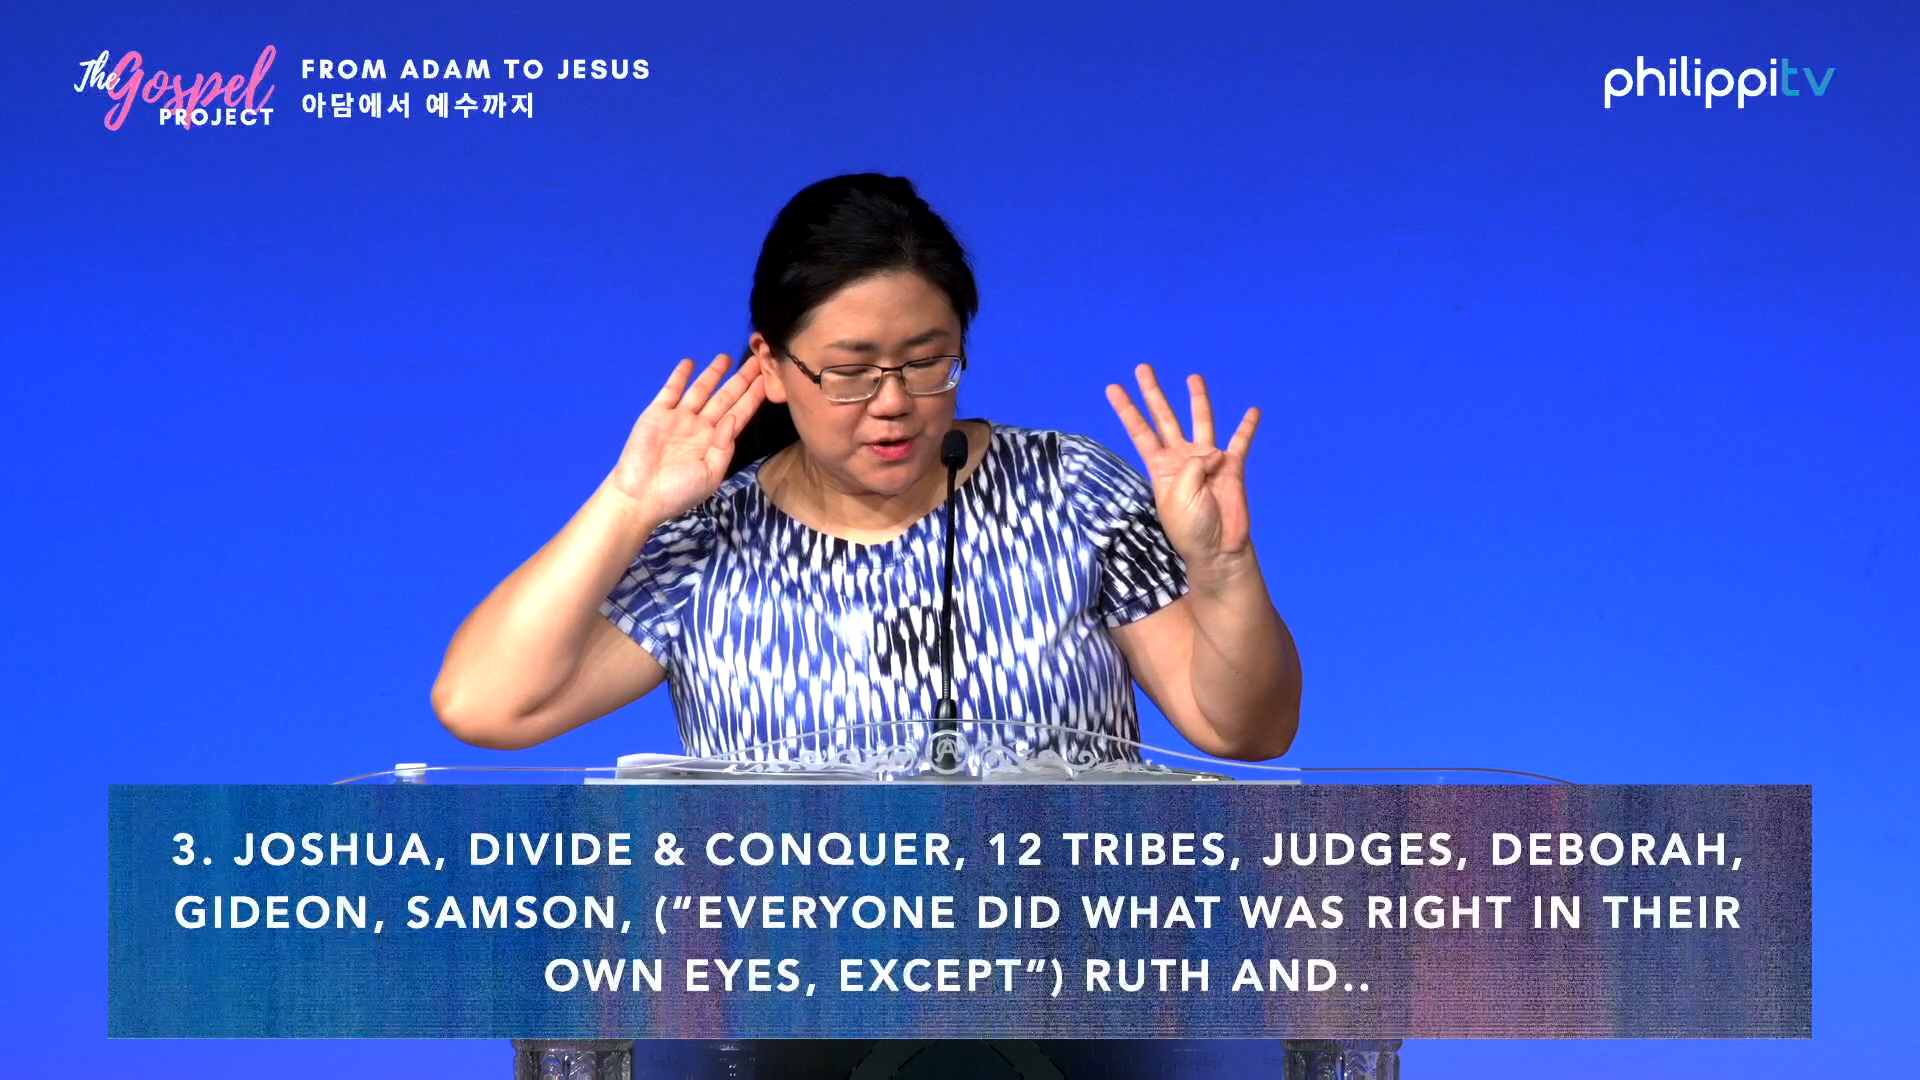 The Gospel PROJECT
FROM ADAM TO JESUS
아담에서 예수까지
philippitv
3. JOSHUA, DIVIDE & CONQUER, 12 TRIBES, JUDGES, DEBORAH,
GIDEON, SAMSON, (“EVERYONE DID WHAT WAS RIGHT IN THEIR
OWN EYES, EXCEPT“) RUTH AND..